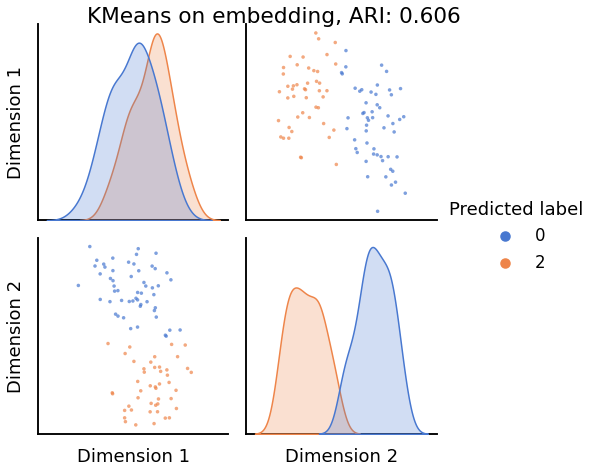 KMeans on embedding, ARI: 0.606
Dimension 1
Predicted label
0
2
Dimension 2
Dimension 1
Dimension 2